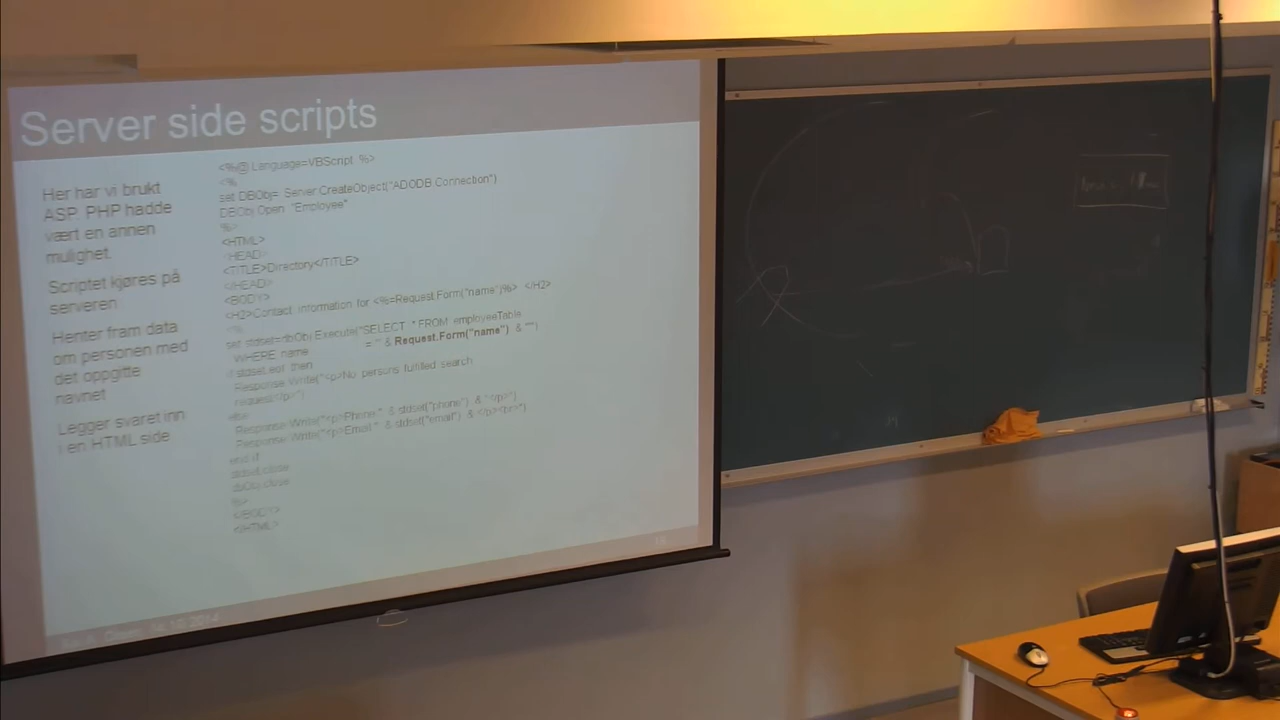 Server side scripts
Her har vi brukt
ASP PHP hadde
vært en annen
mulighet.
Scriptet kjøres på
serveren
Henter fram data
om personen med
det oppgitte
navnet
Legger svaret inn
i en HTML side
<%@ Language=VBScript %>
<%
set DBObj= Server.CreateObject("ADODB.Connection")
DBObj.Open "Employee"
%>
<HTML>
<HEAD>
<TITLE>Directory</TITLE>
</HEAD>
<BODY>
<H2>Contact information for <%=Request.Form("name")%> </H2>
<%
set stdset=dbObj.Execute("SELECT * FROM employeeTable
WHERE name = '" & Request.Form("name") & "'")
if stdset.eof then
Response.Write("<p>No persons fulfilled search
request</p>")
else
Response.Write("<p>Phone:" & stdset("phone") & "</p>")
Response.Write("<p>Email:" & stdset("email") & </p><br>")
end if
stdset.close
dbObj.close
%>
</BODY>
</HTML>